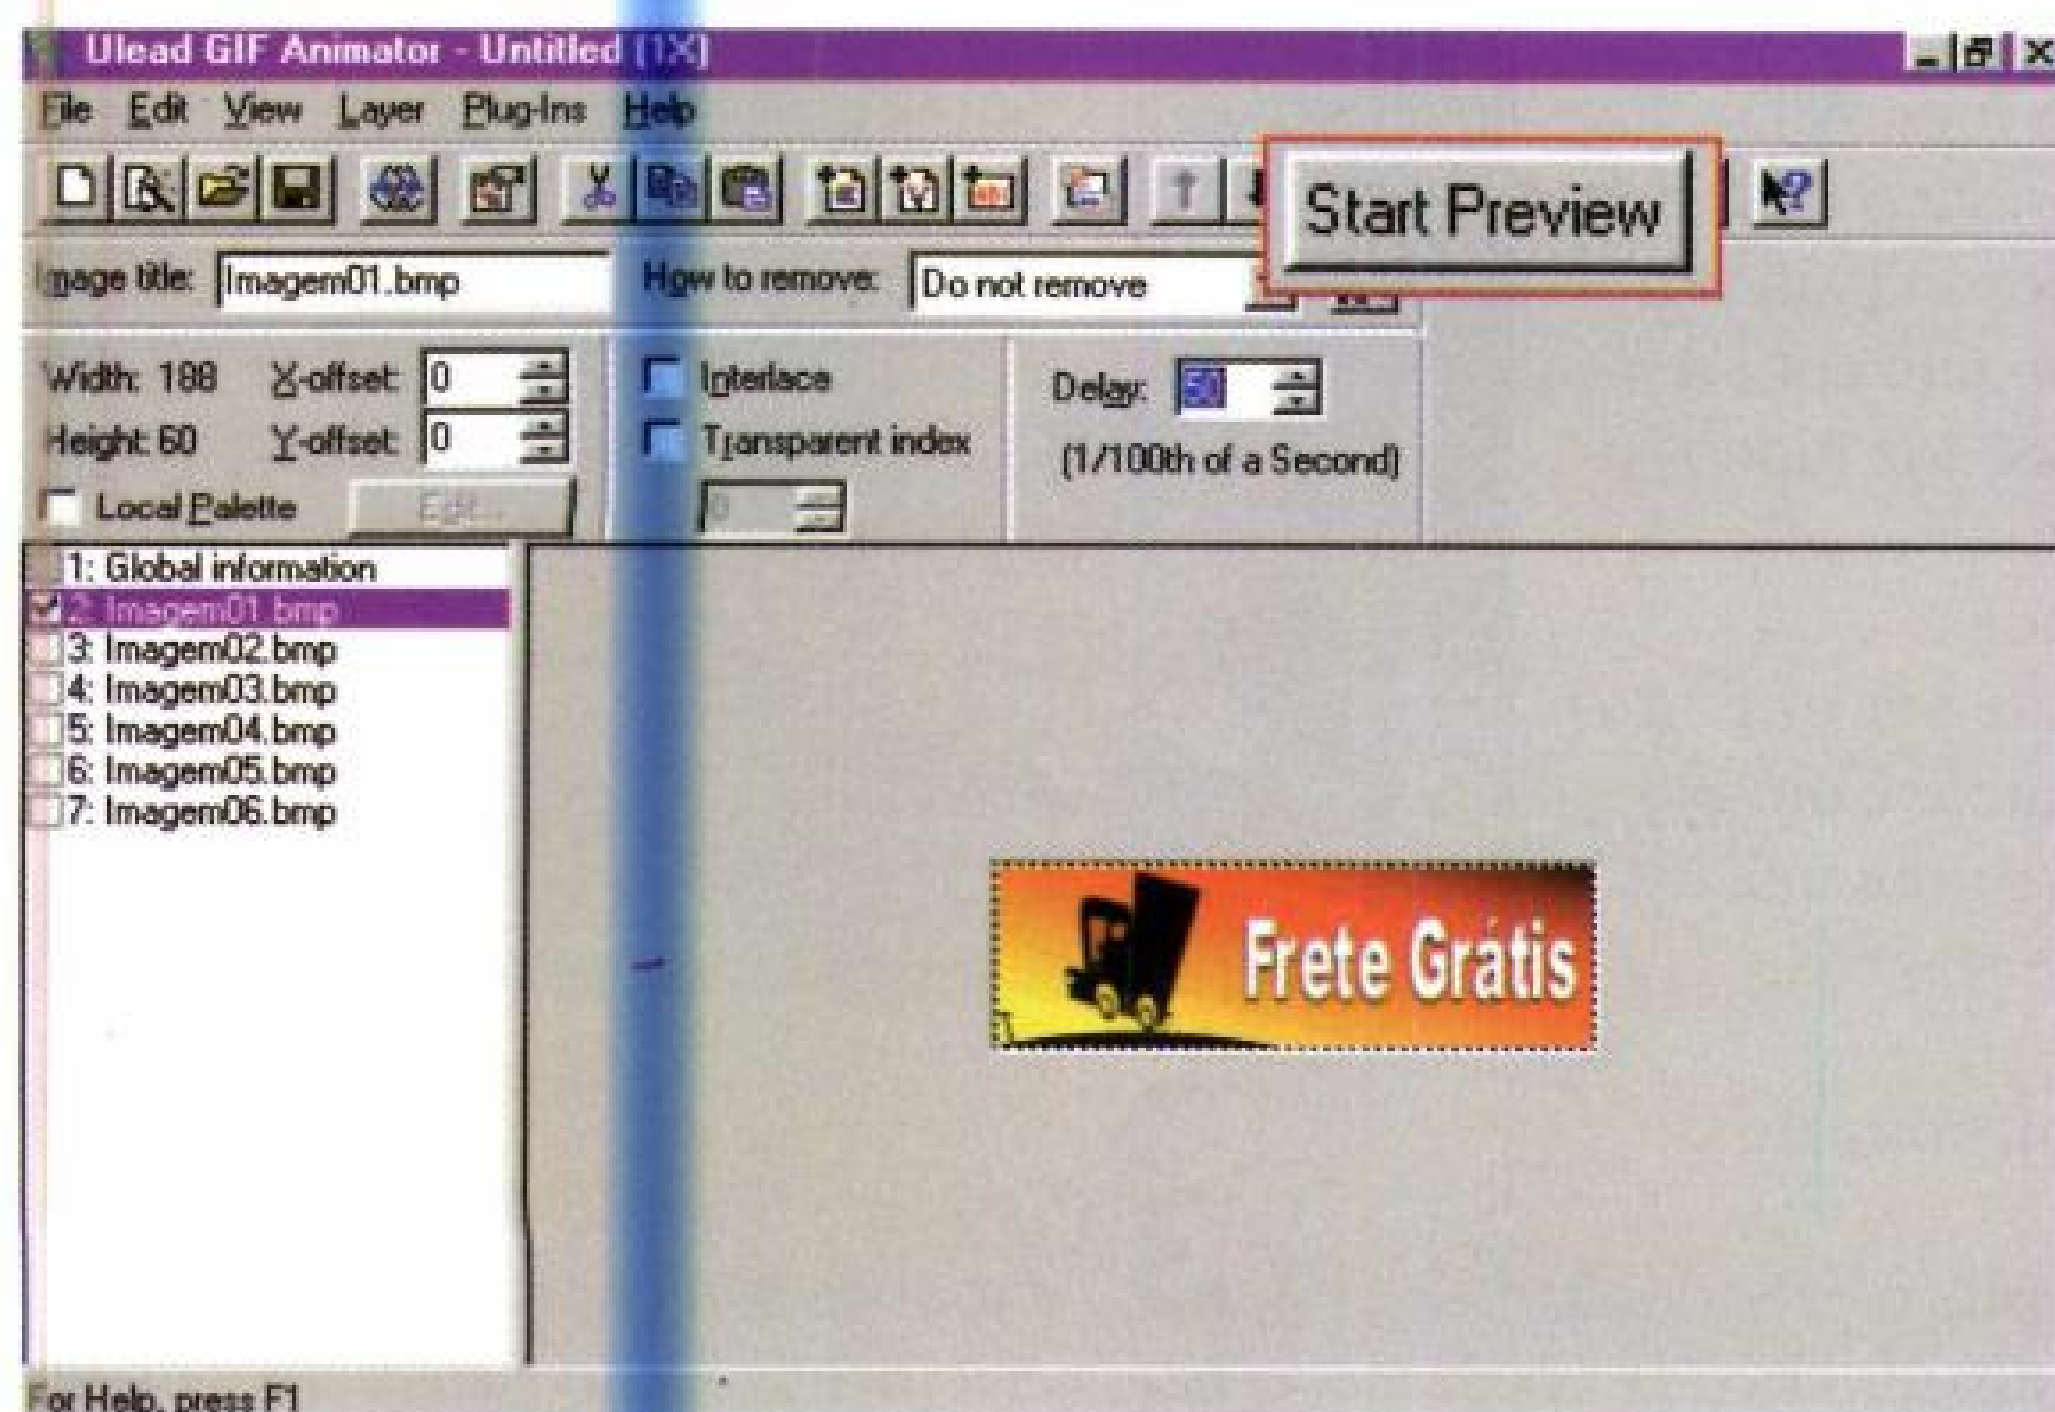 Ulead GIF Animator - Untitled [1X]
File Edit View Layer Plug-Ins Help
Start Preview
Image title: Imagem01.bmp How to remove: Do not remove
Width: 188 X-offset: 0 Interlace Delay: 50
Height: 60 Y-offset: 0 Transparent index (1/100th of a Second)
Local Palette Edit... 0
1: Global information
2: Imagem01.bmp
3: Imagem02.bmp
4: Imagem03.bmp
5: Imagem04.bmp
6: Imagem05.bmp
7: Imagem06.bmp
Frete Grátis
For Help, press F1